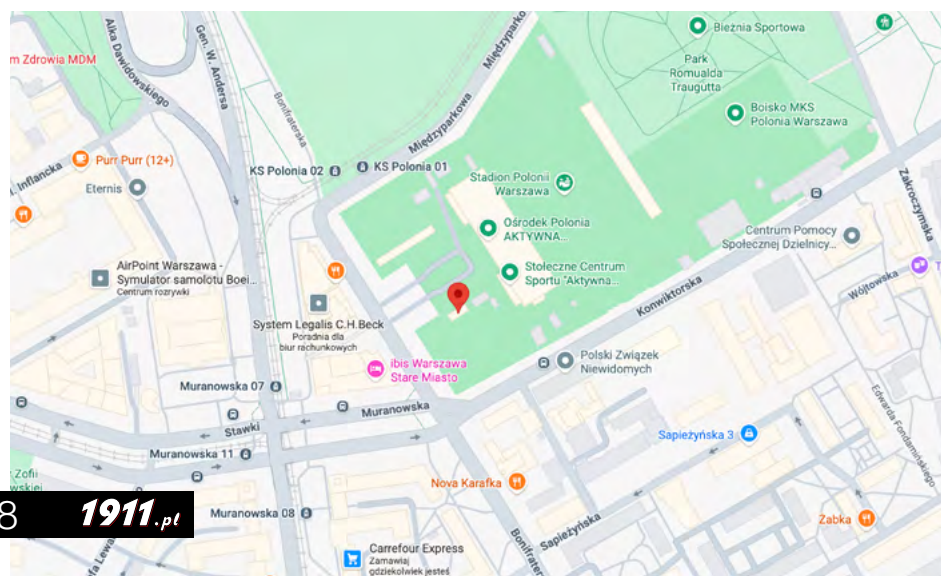 Bieżnia Sportowa
m Zdrowia MDM
Alka Dawidowskiego
Gen. W. Andersa
Bonifraterska
Międzyparkowa
Park
Romualda
Traugutta
Boisko MKS
Polonia Warszawa
Międzyparkowa
Purr Purr (12+)
l. Inflancka
KS Polonia 02
KS Polonia 01
Eternis
Stadion Polonii
Warszawa
Zakroczymska
Ośrodek Polonia
AKTYWNA...
Centrum Pomocy
Społecznej Dzielnicy...
AirPoint Warszawa -
Symulator samolotu Boei...
Centrum rozrywki
Stołeczne Centrum
Sportu "Aktywna...
Wójtowska
Konwiktorska
System Legalis C.H.Beck
Poradnia dla
biur rachunkowych
ibis Warszawa
Stare Miasto
Polski Związek
Niewidomych
Muranowska 07
Muranowska
Stawki
Sapieżyńska 3
Edwarda Fondamińskiego
Muranowska 11
r Zofii
wskiej
Nova Karafka
8
1911.pl
Muranowska 08
Sapieżyńska
Żabka
Carrefour Express
Zamawiaj
gdziekolwiek jesteś